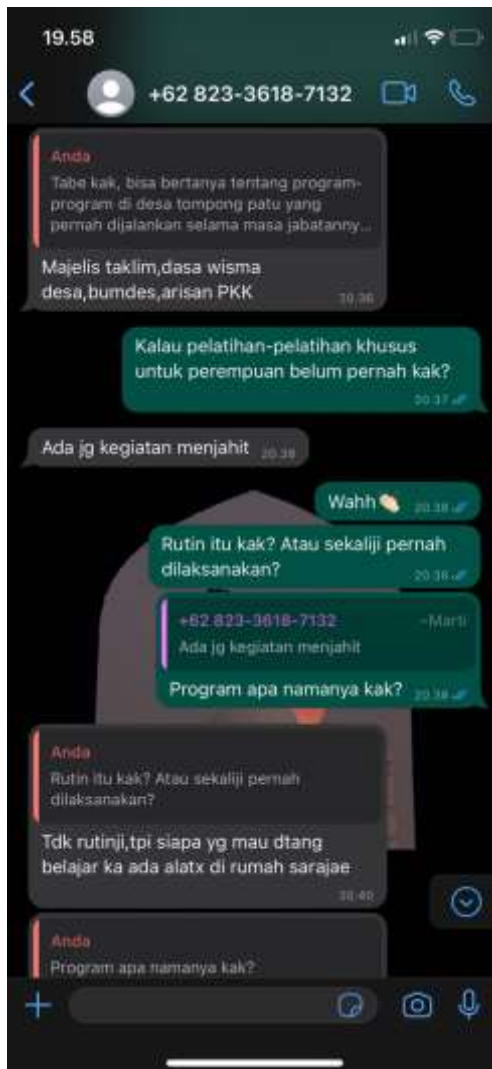 19.58
+62 823-3618-7132
Anda
Tabe kak, bisa bertanya tentang program-
program di desa tompong patu yang
pernah dijalankan selama masa jabatanny...
Majelis taklim,dasa wisma
desa,bumdes,arisan PKK
20.36
Kalau pelatihan-pelatihan khusus
untuk perempuan belum pernah kak?
20.37
Ada jg kegiatan menjahit
20.38
Wahh👏🏻
20.38
Rutin itu kak? Atau sekaliji pernah
dilaksanakan?
20.38
+62 823-3618-7132 ~Marti
Ada jg kegiatan menjahit
Program apa namanya kak?
20.38
Anda
Rutin itu kak? Atau sekaliji pernah
dilaksanakan?
Tdk rutinji,tpi siapa yg mau dtang
belajar ka ada alatx di rumah sarajae
20.40
Anda
Program apa namanya kak?